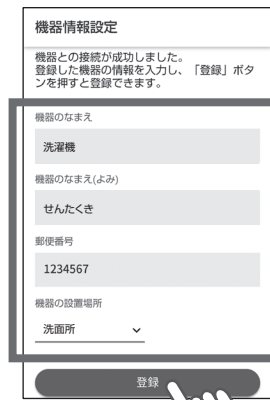 機器情報設定
機器との接続が成功しました。
登録した機器の情報を入力し、「登録」ボタ
ンを押すと登録できます。
機器のなまえ
洗濯機
機器のなまえ(よみ)
せんたくき
郵便番号
1234567
機器の設置場所
洗面所
登録